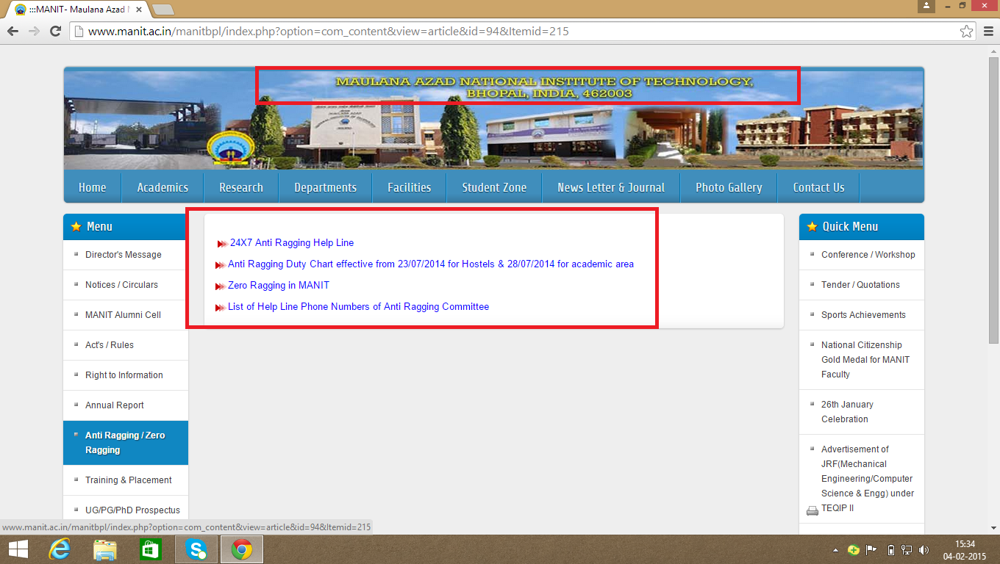 :::MANIT- Maulana Azad N
www.manit.ac.in/manitbpl/index.php?option=com_content&view=article&id=94&Itemid=215
MAULANA AZAD NATIONAL INSTITUTE OF TECHNOLOGY,
BHOPAL, INDIA, 462003
Home
Academics
Research
Departments
Facilities
Student Zone
News Letter & Journal
Photo Gallery
Contact Us
Menu
Director's Message
Notices / Circulars
MANIT Alumni Cell
Act's / Rules
Right to Information
Annual Report
Anti Ragging / Zero
Ragging
Training & Placement
UG/PG/PhD Prospectus
24X7 Anti Ragging Help Line
Anti Ragging Duty Chart effective from 23/07/2014 for Hostels & 28/07/2014 for academic area
Zero Ragging in MANIT
List of Help Line Phone Numbers of Anti Ragging Committee
Quick Menu
Conference / Workshop
Tender / Quotations
Sports Achievements
National Citizenship
Gold Medal for MANIT
Faculty
26th January
Celebration
Advertisement of
JRF(Mechanical
Engineering/Computer
Science & Engg) under
TEQIP II
www.manit.ac.in/manitbpl/index.php?option=com_content&view=article&id=94&Itemid=215
15:34
04-02-2015